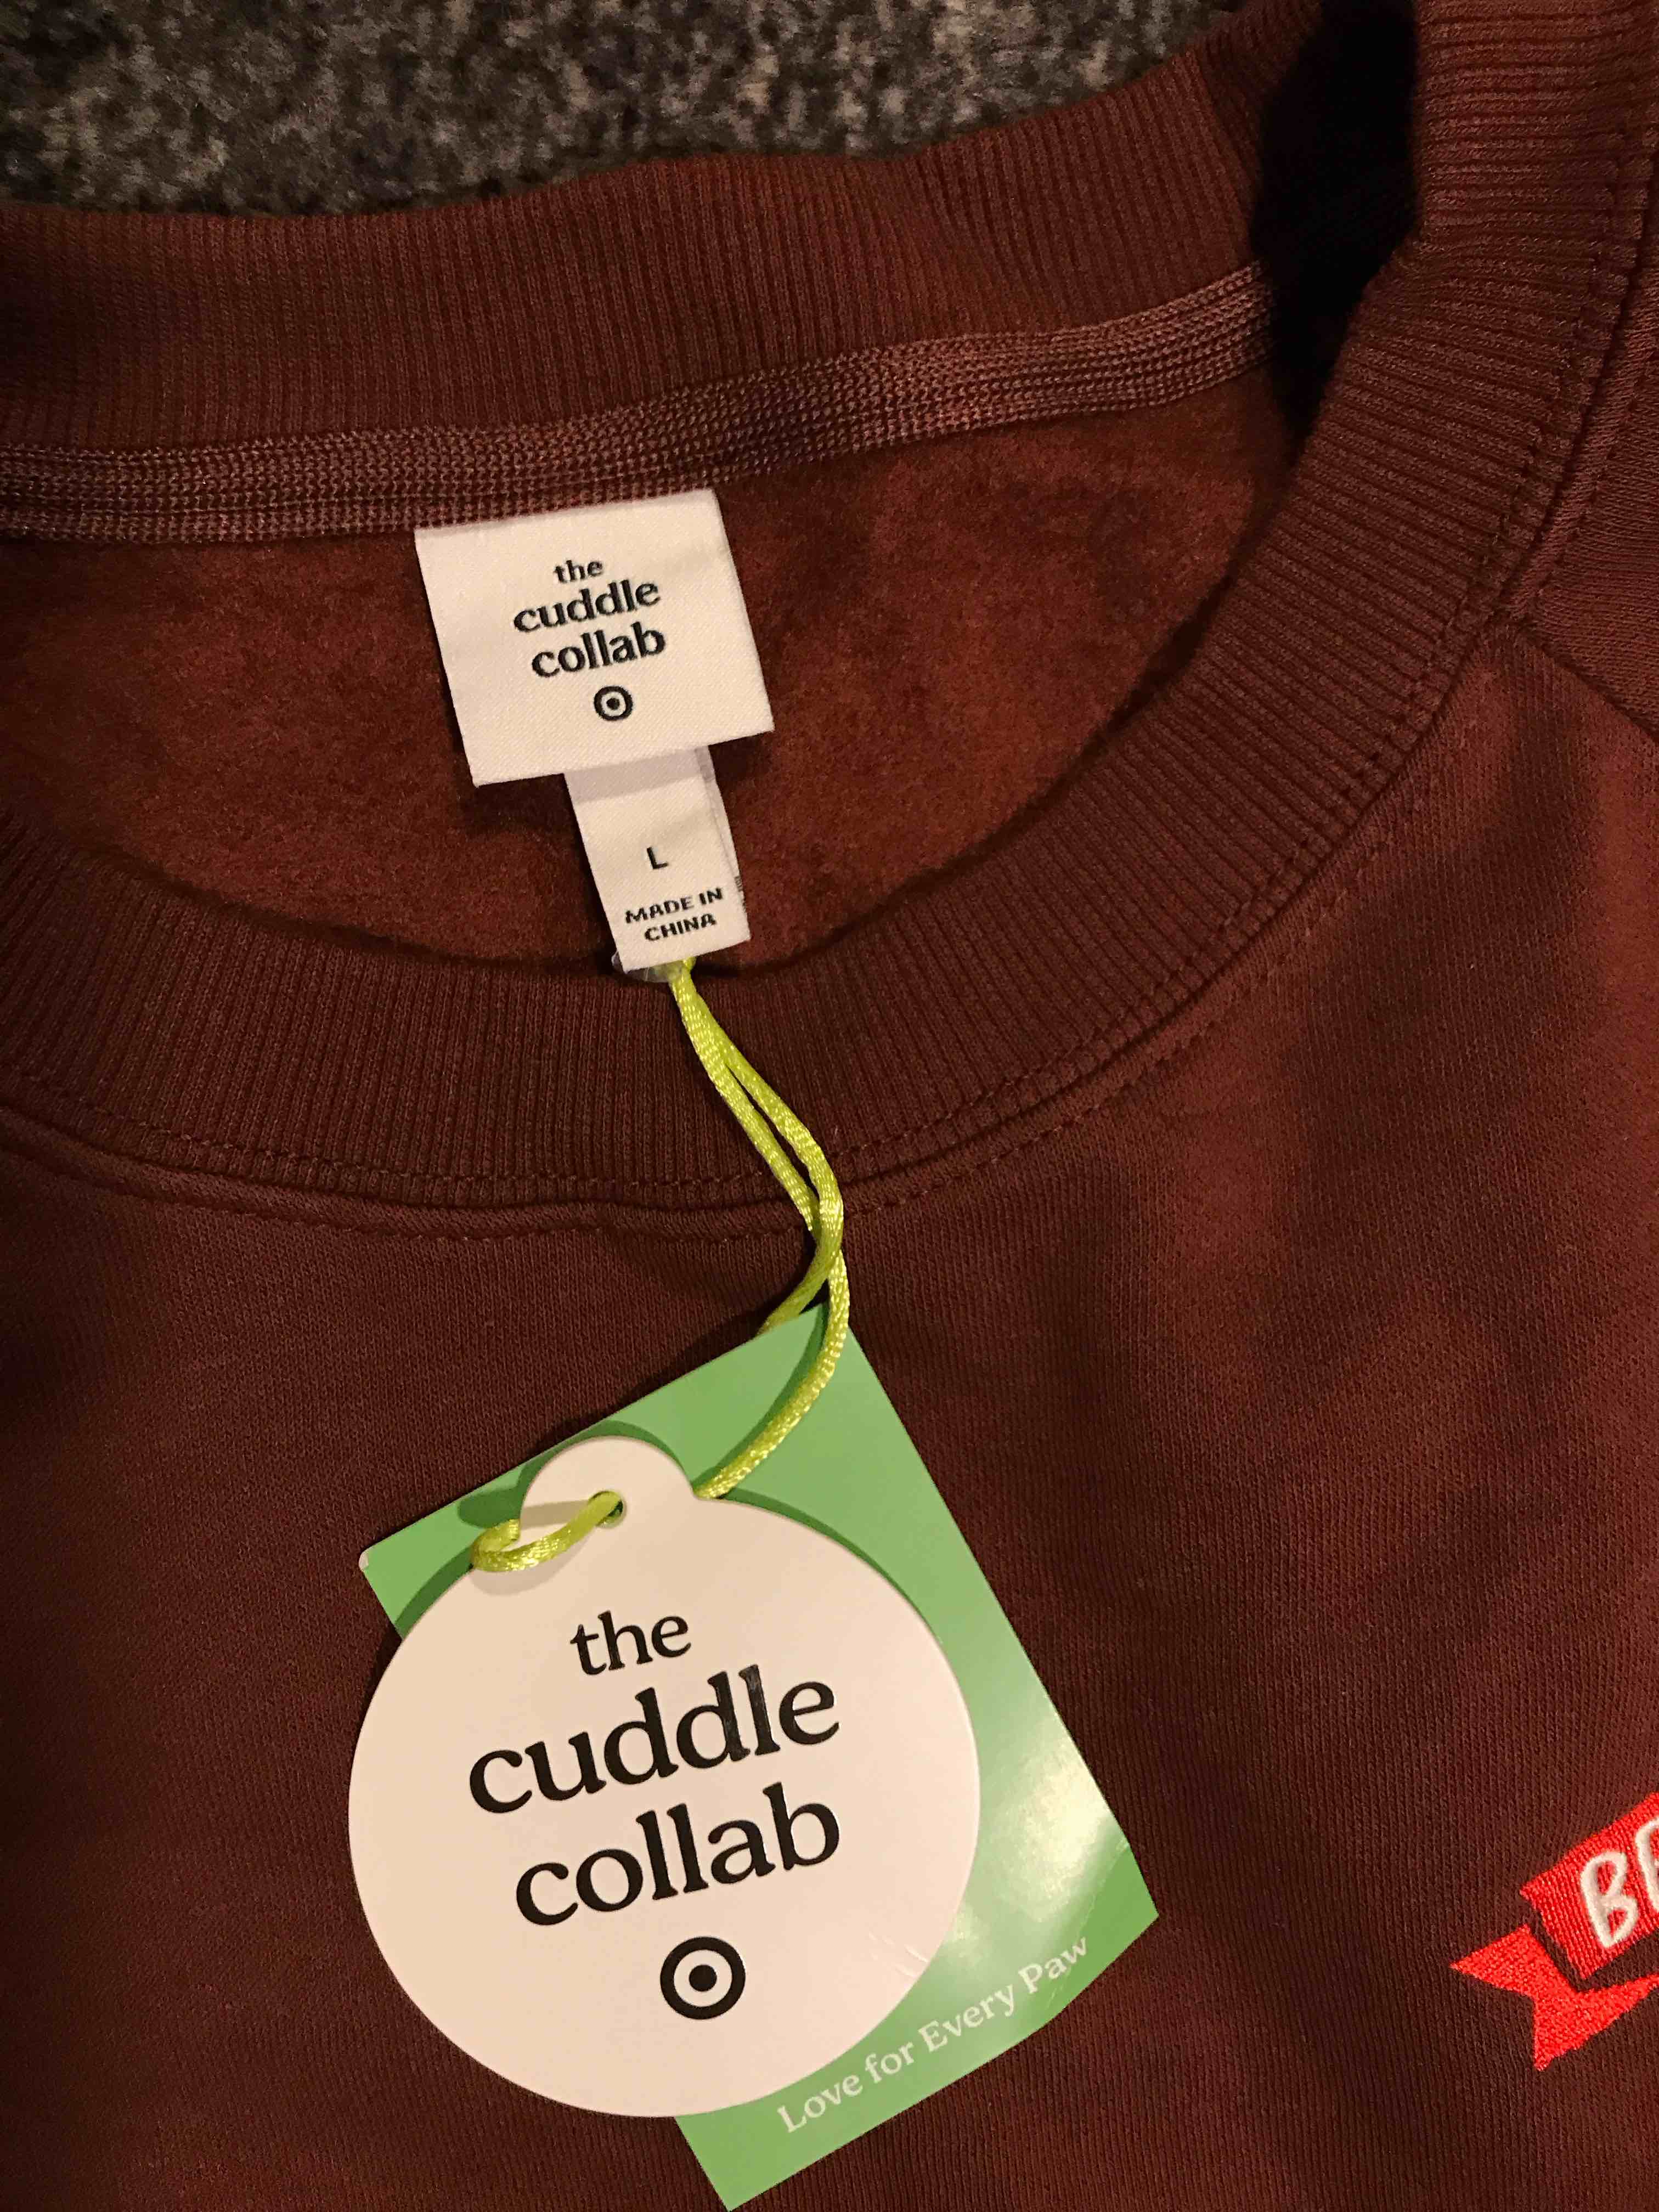 the
cuddle
collab
L
MADE IN
CHINA
the
cuddle
collab
Love for Every Paw